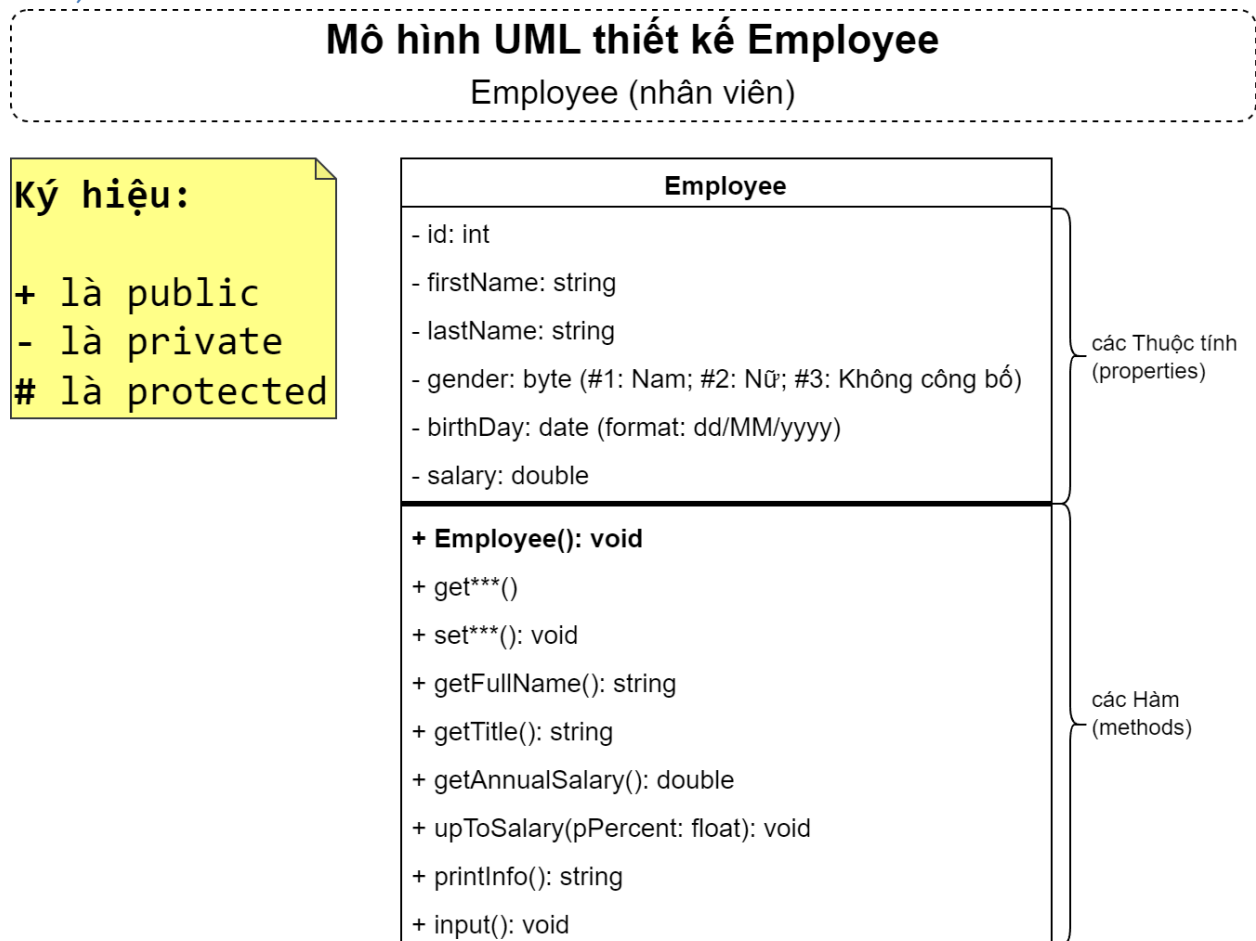 Mô hình UML thiết kế Employee
Employee (nhân viên)
Ký hiệu:
+ là public
- là private
# là protected
Employee
- id: int
- firstName: string
- lastName: string
- gender: byte (#1: Nam; #2: Nữ; #3: Không công bố)
- birthDay: date (format: dd/MM/yyyy)
- salary: double
các Thuộc tính
(properties)
+ Employee(): void
+ get***()
+ set***(): void
+ getFullName(): string
+ getTitle(): string
+ getAnnualSalary(): double
+ upToSalary(pPercent: float): void
+ printInfo(): string
+ input(): void
các Hàm
(methods)